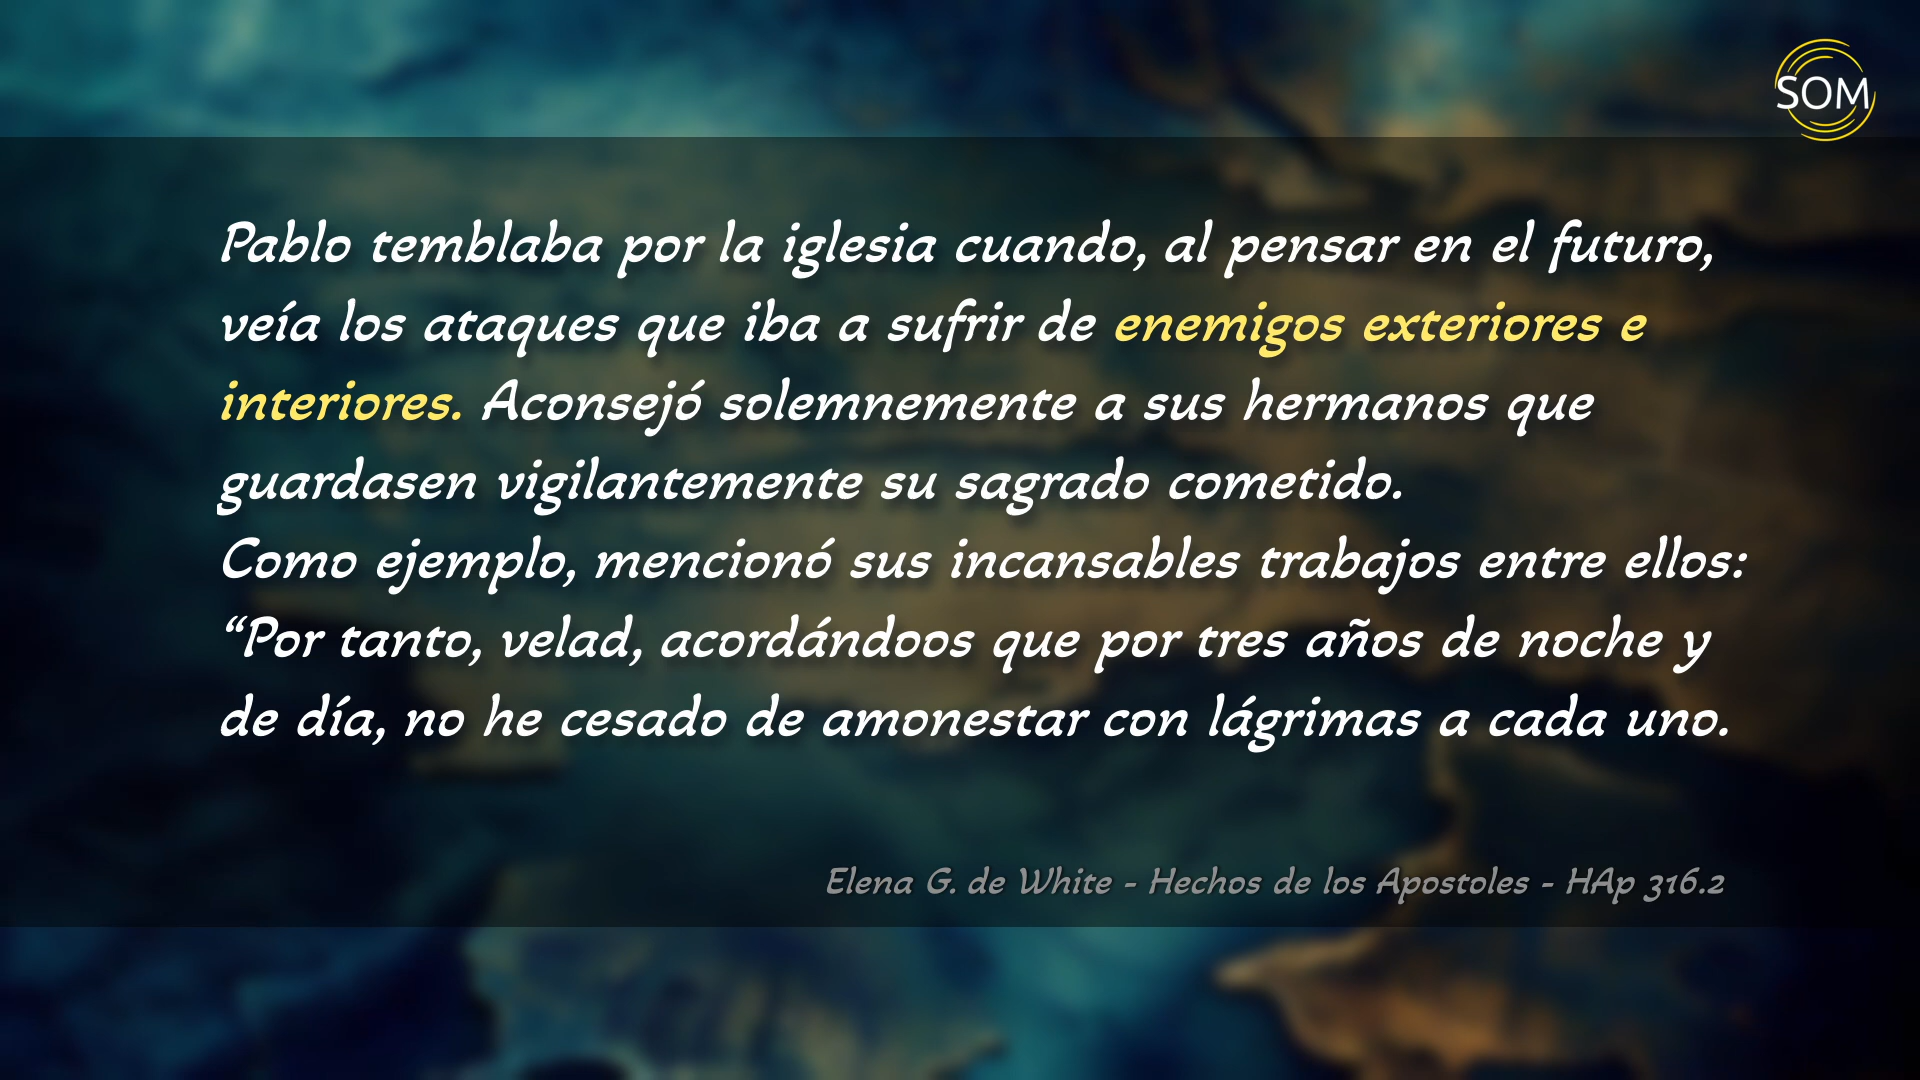 SOM
Pablo temblaba por la iglesia cuando, al pensar en el futuro,
veía los ataques que iba a sufrir de enemigos exteriores e
interiores. Aconsejó solemnemente a sus hermanos que
guardasen vigilantemente su sagrado cometido.
Como ejemplo, mencionó sus incansables trabajos entre ellos:
“Por tanto, velad, acordándoos que por tres años de noche y
de día, no he cesado de amonestar con lágrimas a cada uno.
Elena G. de White - Hechos de los Apostoles - HAp 316.2